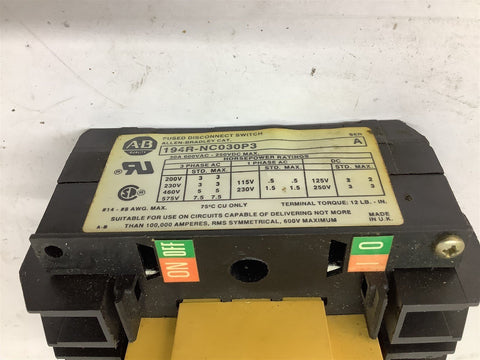 AB
FUSED DISCONNECT SWITCH
ALLEN-BRADLEY CAT. SER.
194R-NC030P3 A
30A 600VAC - 250VDC MAX.
HORSEPOWER RATINGS
3 PHASE AC 1 PHASE AC DC
STD. MAX. STD. MAX. STD. MAX.
200V 3 3
230V 3 3 115V .5 .5 125V 2 2
460V 5 5 230V 1.5 1.5 250V 3 3
575V 7.5 7.5
#14 - #8 AWG. MAX. 75°C CU ONLY TERMINAL TORQUE: 12 LB. - IN.
SUITABLE FOR USE ON CIRCUITS CAPABLE OF DELIVERING NOT MORE MADE
A-B THAN 100,000 AMPERES, RMS SYMMETRICAL, 600V MAXIMUM IN U.K.
ON OFF
I O